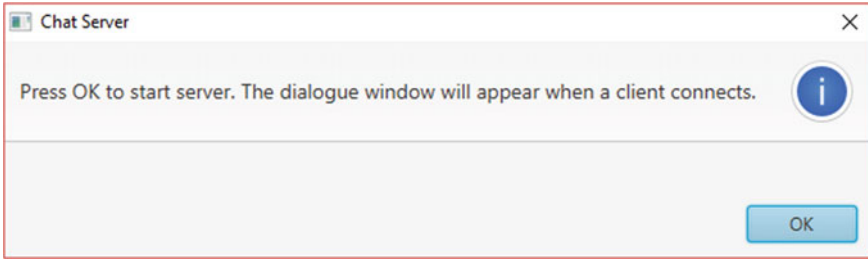 Chat Server
Press OK to start server. The dialogue window will appear when a client connects.
OK